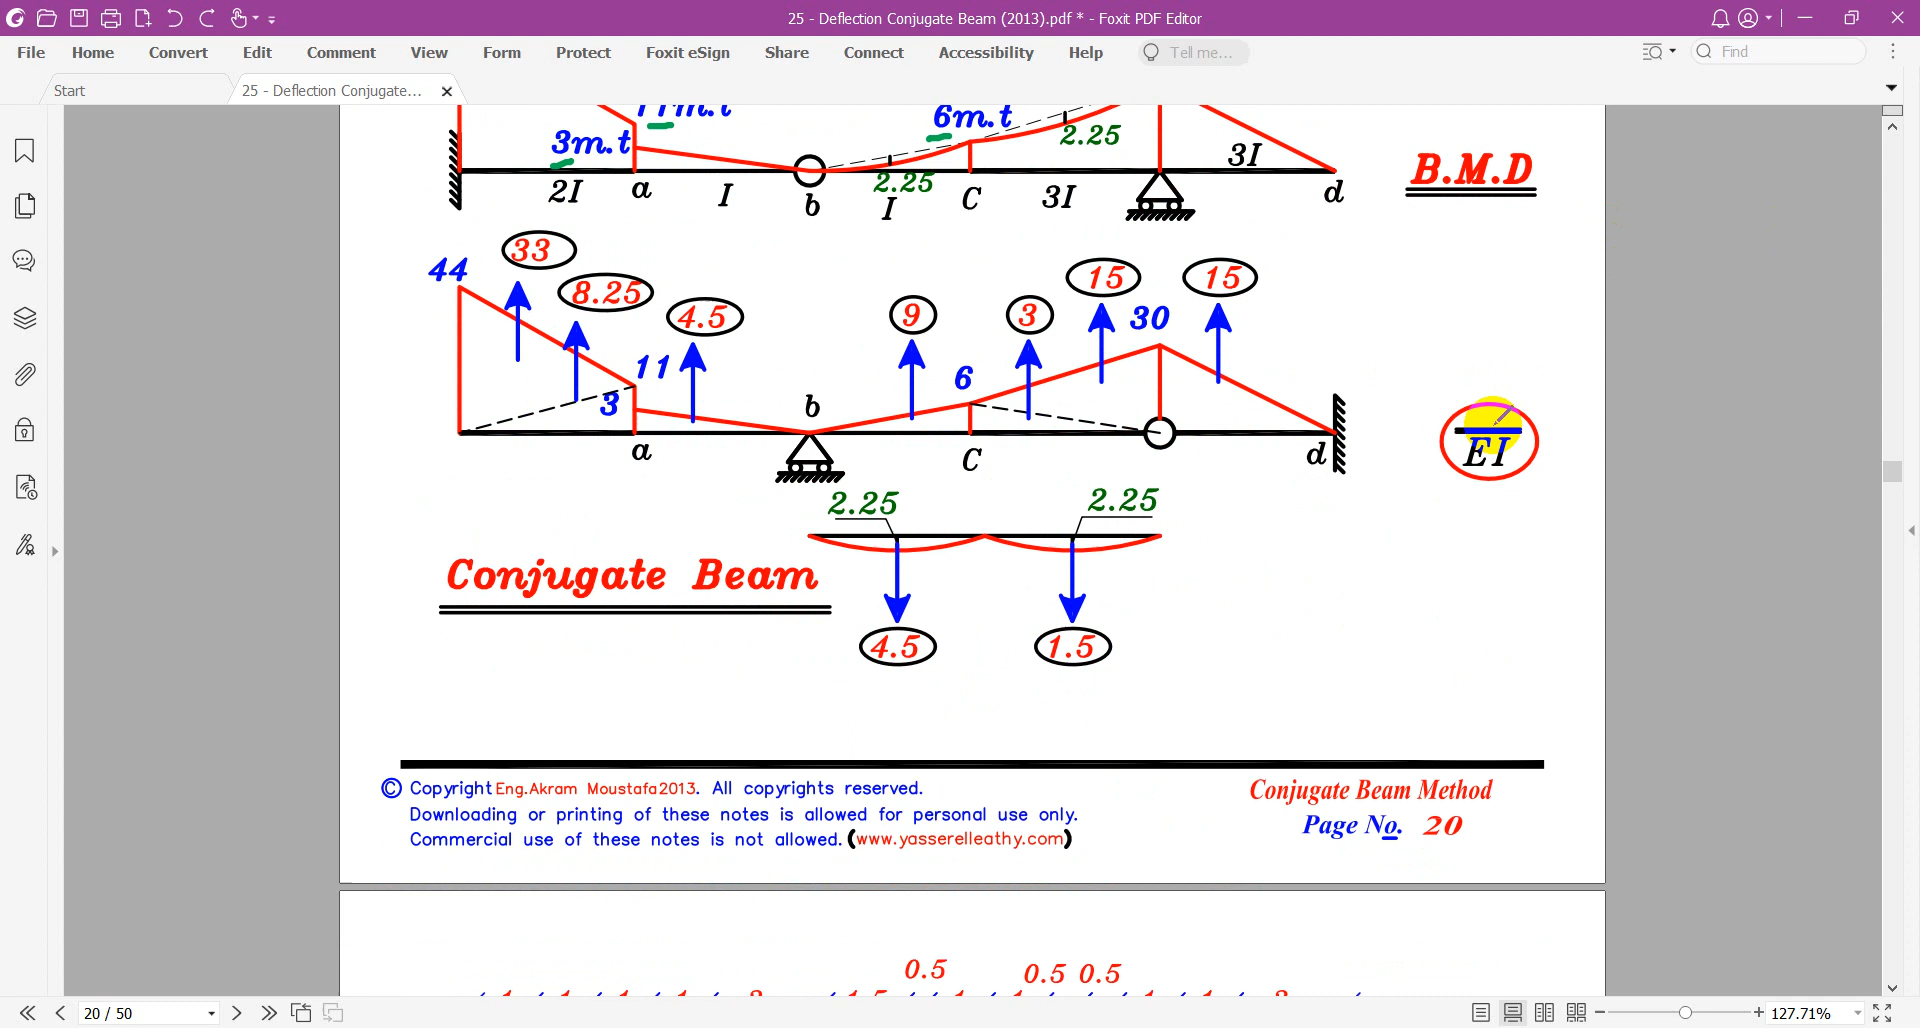 25 - Deflection Conjugate Beam (2013).pdf * - Foxit PDF Editor
File Home Convert Edit Comment View Form Protect Foxit eSign Share Connect Accessibility Help Tell me... Find
Start 25 - Deflection Conjugate...
11m.t 6m.t
3m.t 2.25
2.25 3I B.M.D
2I a I b I C 3I d
33
44 8.25 4.5 9 3 15 30 15
11 6
3 b
a C d EI
2.25 2.25
Conjugate Beam
4.5 1.5
© Copyright Eng.Akram Moustafa2013. All copyrights reserved.
Downloading or printing of these notes is allowed for personal use only.
Commercial use of these notes is not allowed. (www.yasserelleathy.com)
Conjugate Beam Method
Page No. 20
0.5 0.5 0.5
20 / 50 127.71%